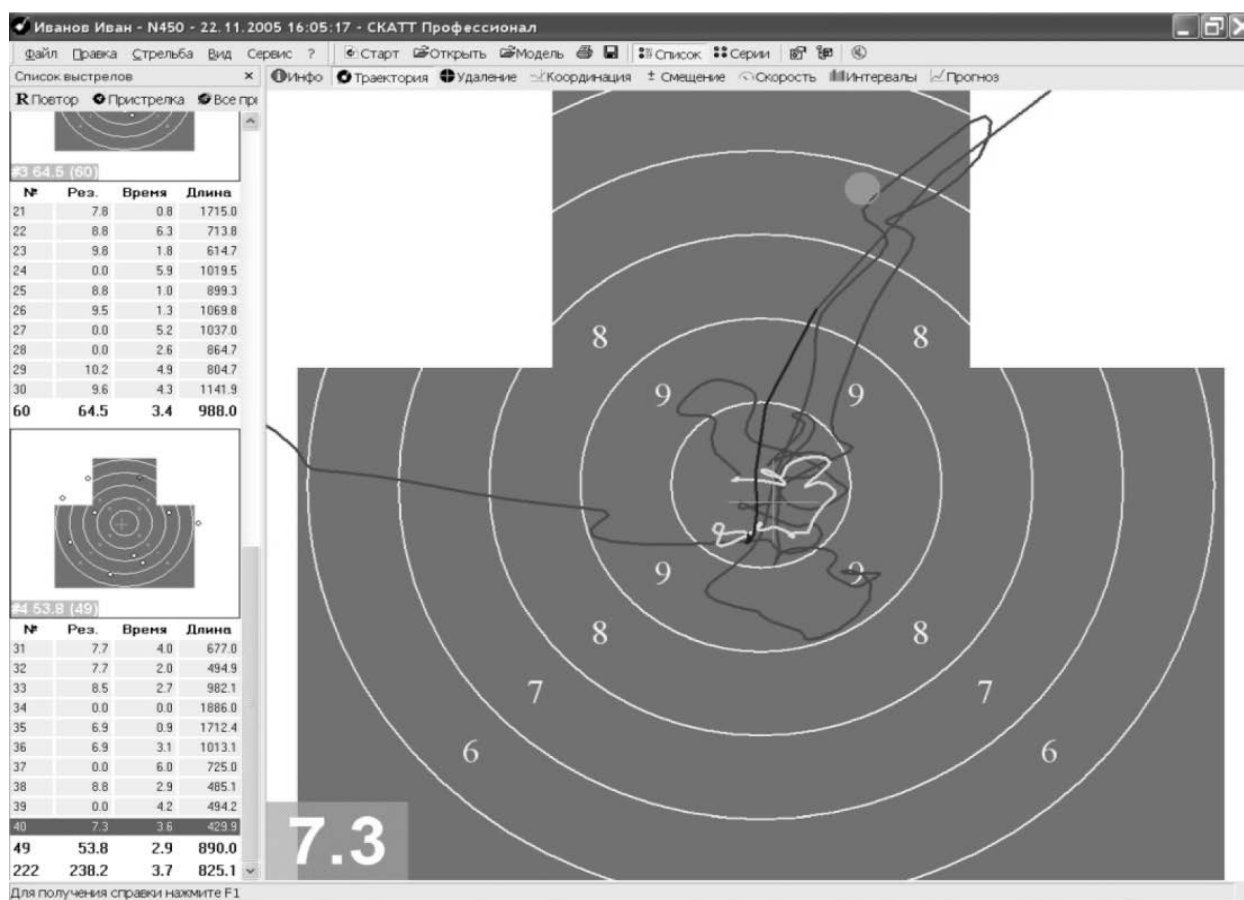 Иванов Иван - N450 - 22.11.2005 16:05:17 - СКАТТ Профессионал
Файл Правка Стрельба Вид Сервис ? Старт Открыть Модель Список Серии
Список выстрелов ×
Инфо Траектория Удаление Координация ± Смещение Скорость Интервалы Прогноз
R Повтор Пристрелка Все при
#3 64.5 (60)
№ Рез. Время Длина
21 7.8 0.8 1715.0
22 8.8 6.3 713.8
23 9.8 1.8 614.7
24 0.0 5.9 1019.5
25 8.8 1.0 899.3
26 9.5 1.3 1069.8
27 0.0 5.2 1037.0
28 0.0 2.6 864.7
29 10.2 4.9 804.7
30 9.6 4.3 1141.9
60 64.5 3.4 988.0
#4 53.8 (49)
№ Рез. Время Длина
31 7.7 4.0 677.0
32 7.7 2.0 494.9
33 8.5 2.7 982.1
34 0.0 0.0 1886.0
35 6.9 0.9 1712.4
36 6.9 3.1 1013.1
37 0.0 6.0 725.0
38 8.8 2.9 485.1
39 0.0 4.2 494.2
40 7.3 3.6 429.9
49 53.8 2.9 890.0
222 238.2 3.7 825.1
8 8
9 9
9 9
8 8
7 7
6 6
7.3
Для получения справки нажмите F1